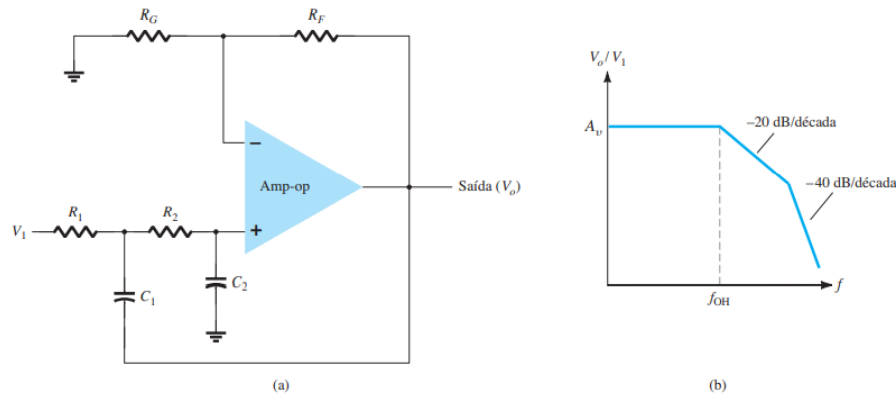 R_G
R_F
−
Amp-op
Saída (V_o)
R_1
R_2
V_1
+
C_1
C_2
(a)
V_o/V_1
A_v
−20 dB/década
−40 dB/década
f_OH
f
(b)